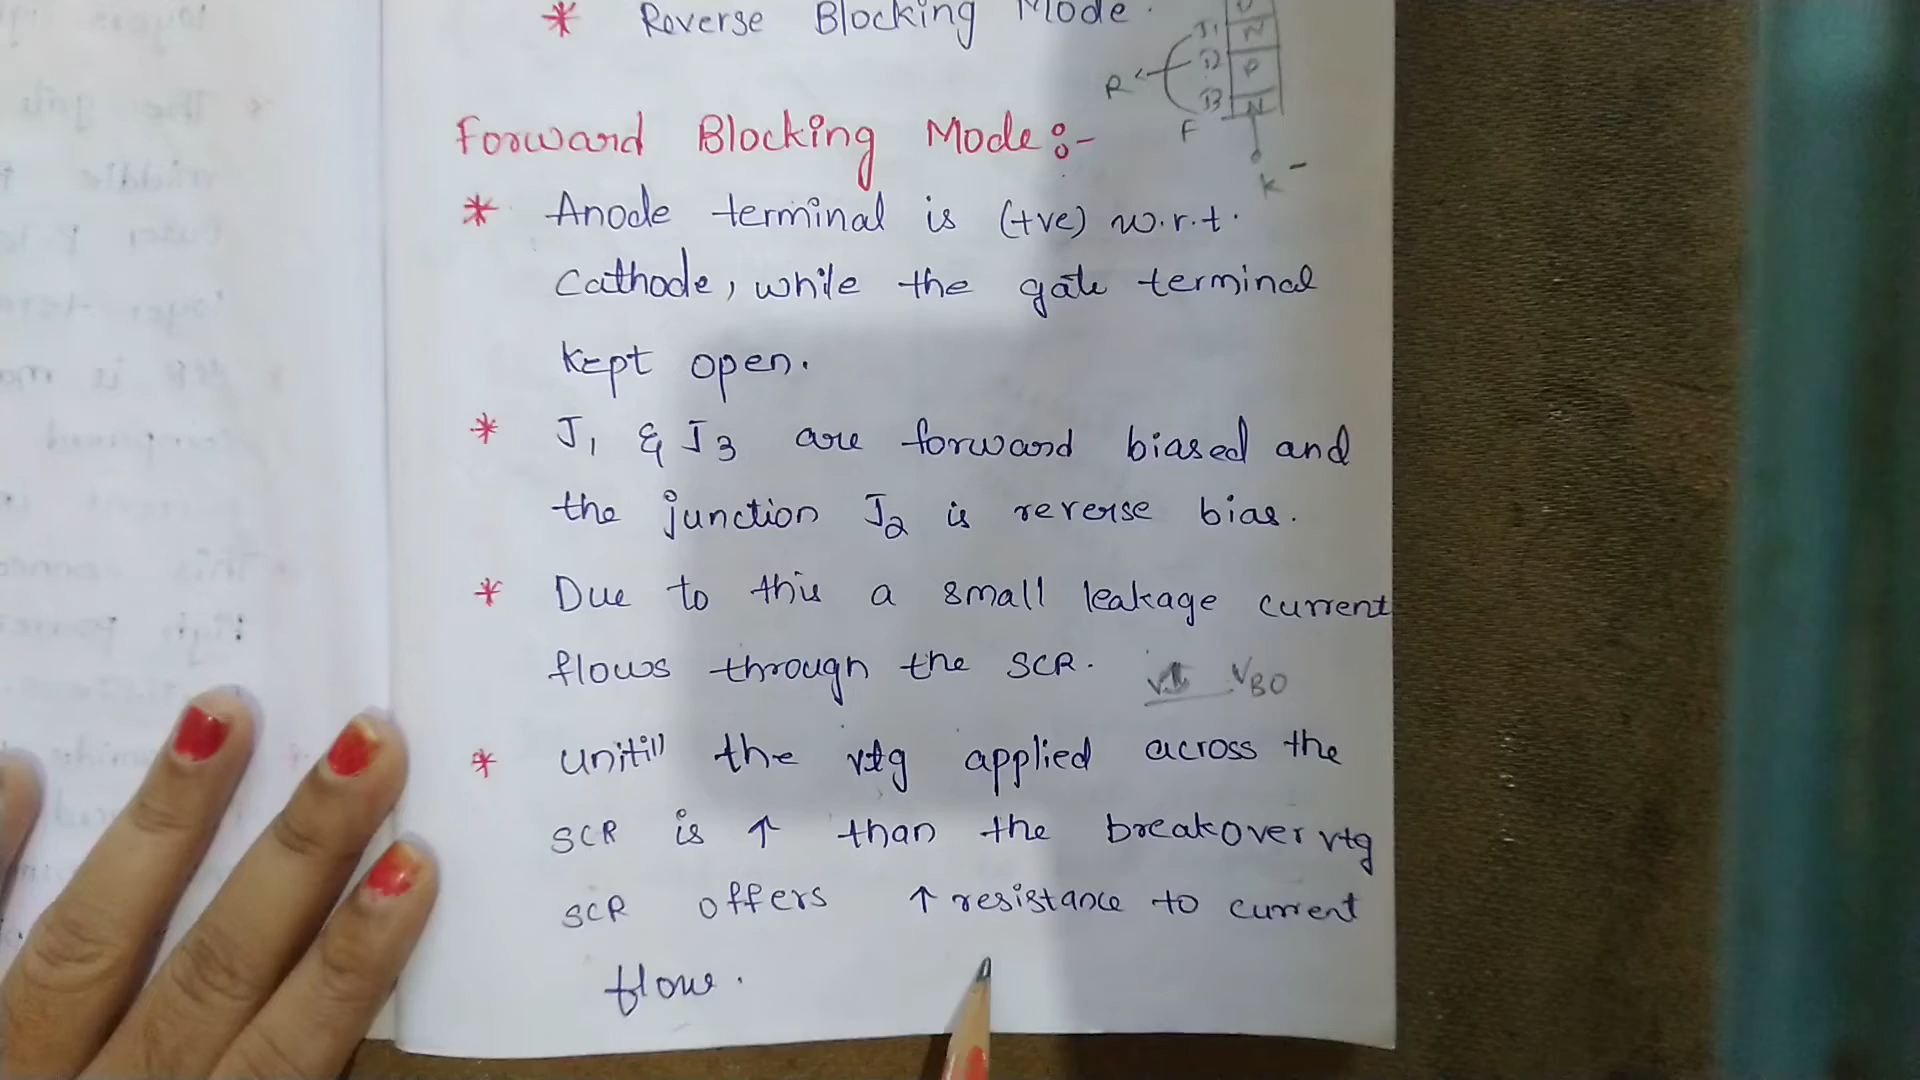 * Reverse Blocking Mode.
J1 N
J2 P
R
J3 N
F
K -
Forward Blocking Mode :-
* Anode terminal is (+ve) w.r.t.
Cathode, while the gate terminal
kept open.
* J1 & J3 are forward biased and
the junction J2 is reverse bias.
* Due to this a small leakage current
flows through the SCR.
VBO
* Unitill the vtg applied across the
SCR is ↑ than the breakover vtg
SCR offers ↑ resistance to current
flow.